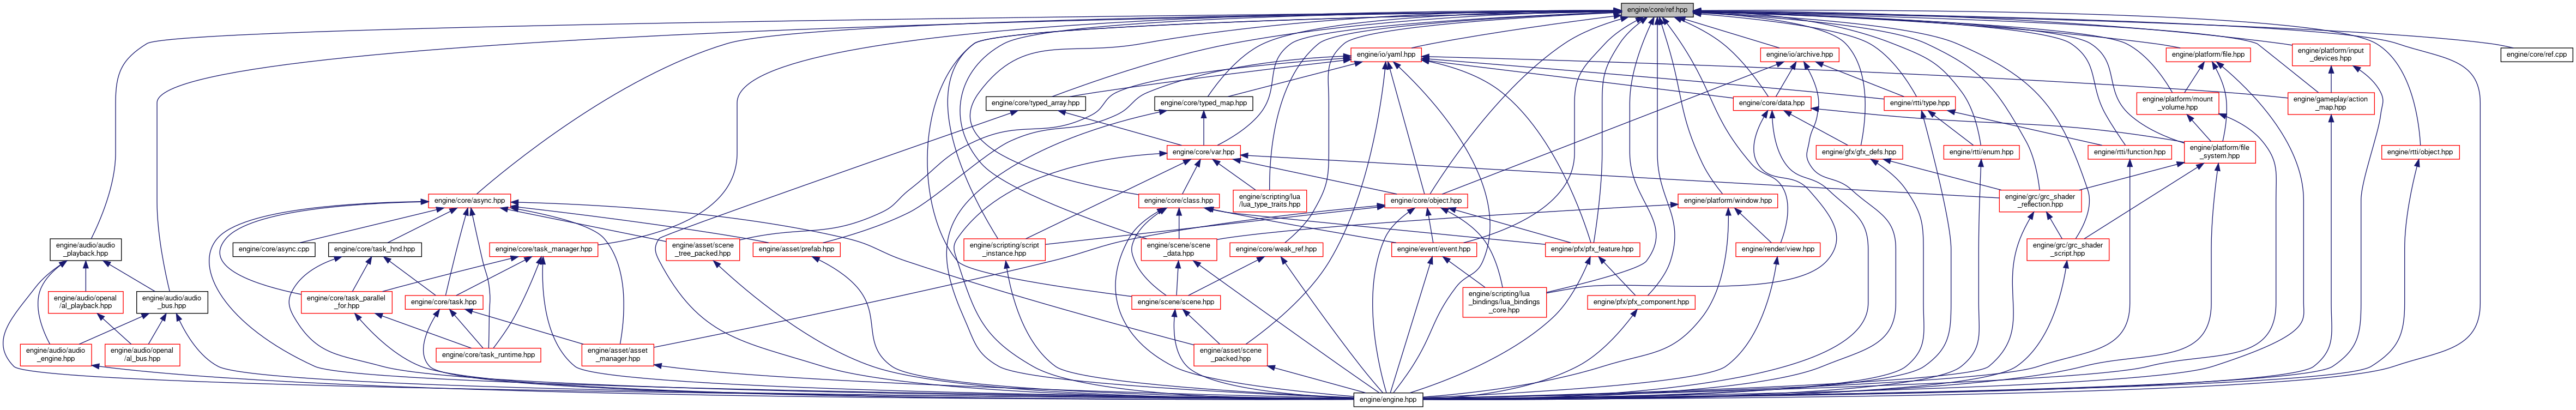 engine/core/ref.hpp
engine/io/yaml.hpp
engine/io/archive.hpp
engine/platform/file.hpp
engine/platform/input
_devices.hpp
engine/core/ref.cpp
engine/core/typed_array.hpp
engine/core/typed_map.hpp
engine/core/data.hpp
engine/rtti/type.hpp
engine/platform/mount
_volume.hpp
engine/gameplay/action
_map.hpp
engine/core/var.hpp
engine/gfx/gfx_defs.hpp
engine/rtti/enum.hpp
engine/rtti/function.hpp
engine/platform/file
_system.hpp
engine/rtti/object.hpp
engine/core/async.hpp
engine/core/class.hpp
engine/scripting/lua
/lua_type_traits.hpp
engine/core/object.hpp
engine/platform/window.hpp
engine/grc/grc_shader
_reflection.hpp
engine/audio/audio
_playback.hpp
engine/core/async.cpp
engine/core/task_hnd.hpp
engine/core/task_manager.hpp
engine/asset/scene
_tree_packed.hpp
engine/asset/prefab.hpp
engine/scripting/script
_instance.hpp
engine/scene/scene
_data.hpp
engine/core/weak_ref.hpp
engine/event/event.hpp
engine/pfx/pfx_feature.hpp
engine/render/view.hpp
engine/grc/grc_shader
_script.hpp
engine/audio/openal
/al_playback.hpp
engine/audio/audio
_bus.hpp
engine/core/task_parallel
_for.hpp
engine/core/task.hpp
engine/scene/scene.hpp
engine/scripting/lua
_bindings/lua_bindings
_core.hpp
engine/pfx/pfx_component.hpp
engine/audio/audio
_engine.hpp
engine/audio/openal
/al_bus.hpp
engine/core/task_runtime.hpp
engine/asset/asset
_manager.hpp
engine/asset/scene
_packed.hpp
engine/engine.hpp